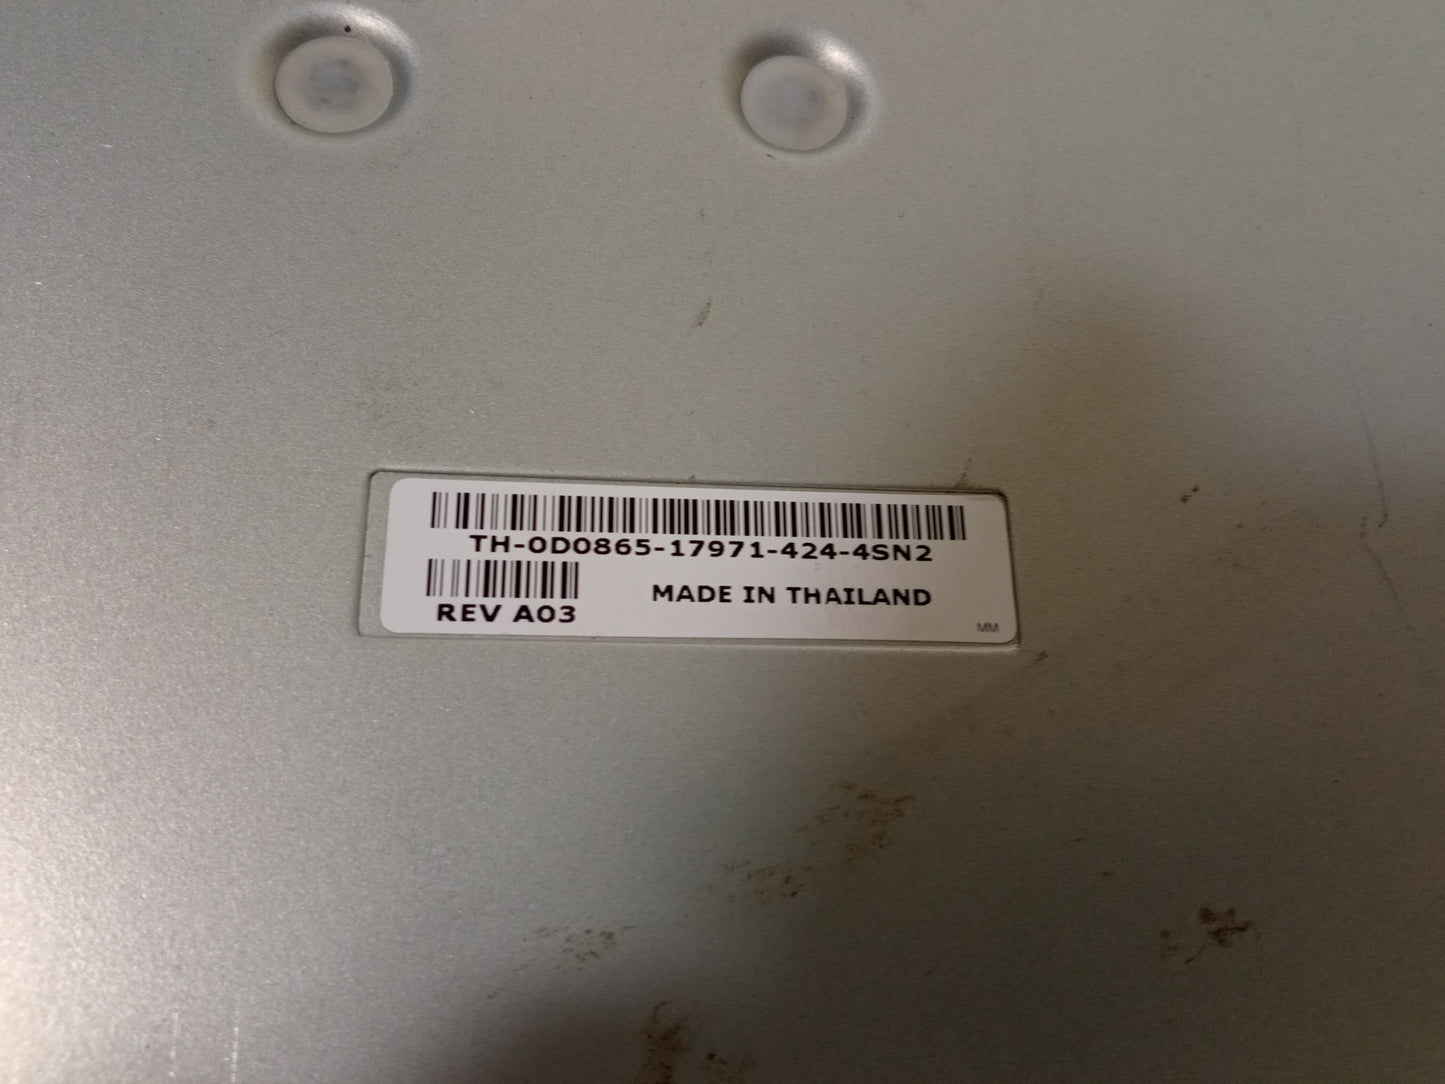 TH-0D0865-17971-424-4SN2
MADE IN THAILAND
REV A03
MM